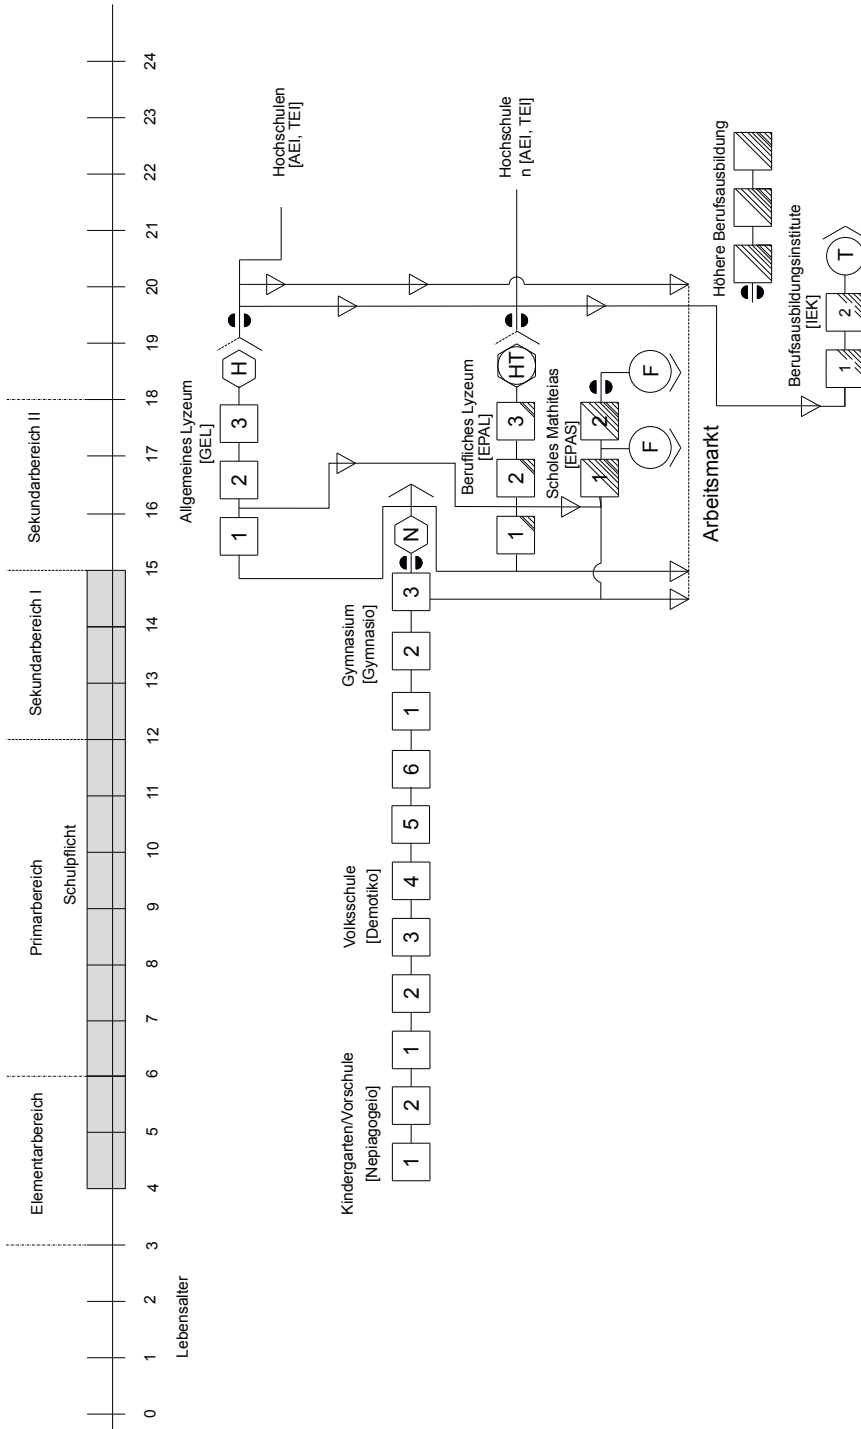 Elementarbereich
Primarbereich
Sekundarbereich I
Sekundarbereich II
Schulpflicht
0 1 2 3 4 5 6 7 8 9 10 11 12 13 14 15 16 17 18 19 20 21 22 23 24
Lebensalter
Allgemeines Lyzeum
[GEL]
1 2 3 H
Hochschulen
[AEI, TEI]
Kindergarten/Vorschule
[Nepiagogeio]
Volksschule
[Demotiko]
Gymnasium
[Gymnasio]
1 2 1 2 3 4 5 6 1 2 3 N
Berufliches Lyzeum
[EPAL]
1 2 3 HT
Hochschule
n [AEI, TEI]
Scholes Mathiteias
[EPAS]
1 2
F F
Arbeitsmarkt
Höhere Berufsausbildung
Berufsausbildungsinstitute
[IEK]
1 2 T